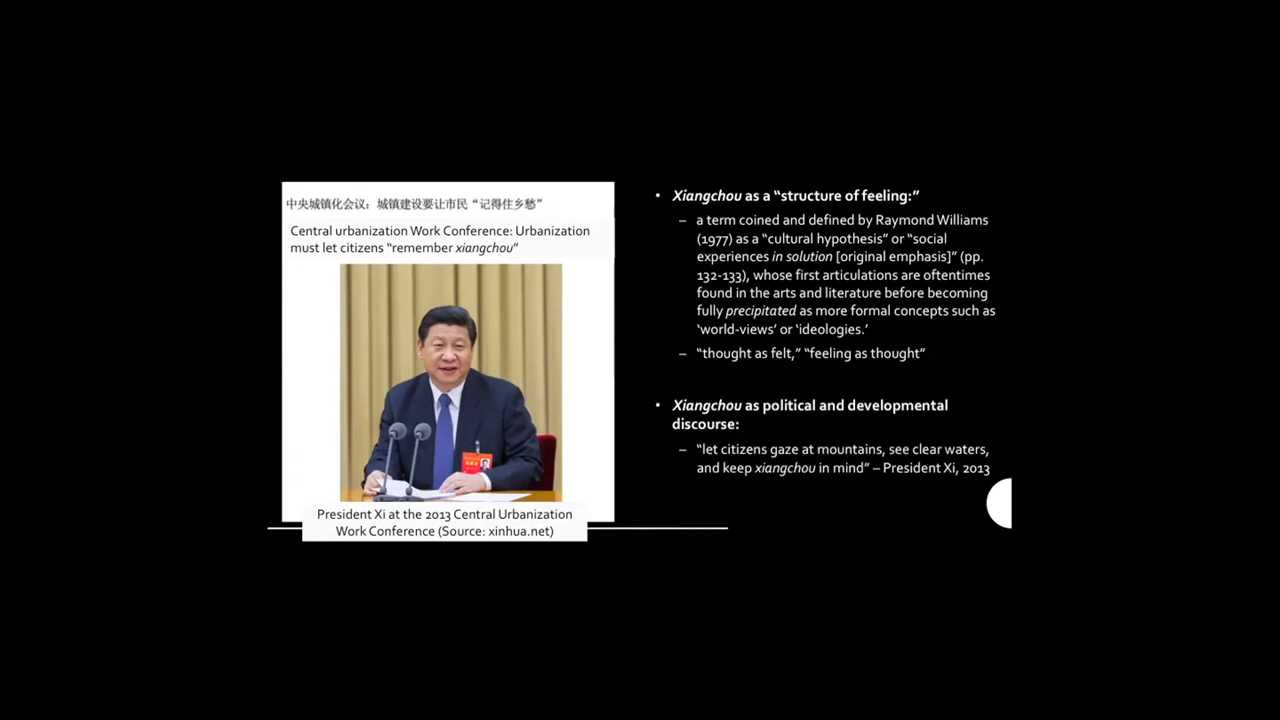 中央城镇化会议：城镇建设要让市民“记得住乡愁”
Central urbanization Work Conference: Urbanization
must let citizens “remember xiangchou”
President Xi at the 2013 Central Urbanization
Work Conference (Source: xinhua.net)
• Xiangchou as a “structure of feeling:”
– a term coined and defined by Raymond Williams
(1977) as a “cultural hypothesis” or “social
experiences in solution [original emphasis]” (pp.
132-133), whose first articulations are oftentimes
found in the arts and literature before becoming
fully precipitated as more formal concepts such as
‘world-views’ or ‘ideologies.’
– “thought as felt,” “feeling as thought”
• Xiangchou as political and developmental
discourse:
– “let citizens gaze at mountains, see clear waters,
and keep xiangchou in mind” – President Xi, 2013